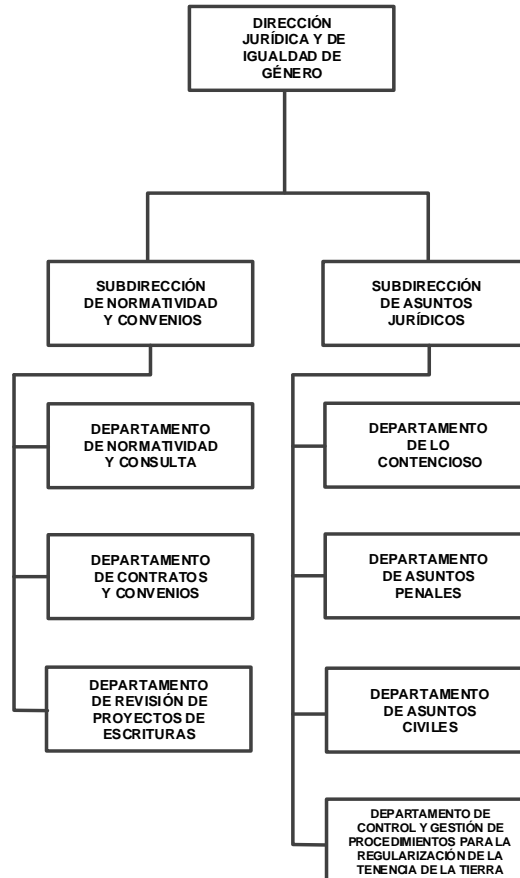 DIRECCIÓN
JURÍDICA Y DE
IGUALDAD DE
GÉNERO
SUBDIRECCIÓN
DE NORMATIVIDAD
Y CONVENIOS
SUBDIRECCIÓN
DE ASUNTOS
JURÍDICOS
DEPARTAMENTO
DE NORMATIVIDAD
Y CONSULTA
DEPARTAMENTO
DE LO
CONTENCIOSO
DEPARTAMENTO
DE CONTRATOS
Y CONVENIOS
DEPARTAMENTO
DE ASUNTOS
PENALES
DEPARTAMENTO
DE REVISIÓN DE
PROYECTOS DE
ESCRITURAS
DEPARTAMENTO
DE ASUNTOS
CIVILES
DEPARTAMENTO DE
CONTROL Y GESTIÓN DE
PROCEDIMIENTOS PARA LA
REGULARIZACIÓN DE LA
TENENCIA DE LA TIERRA